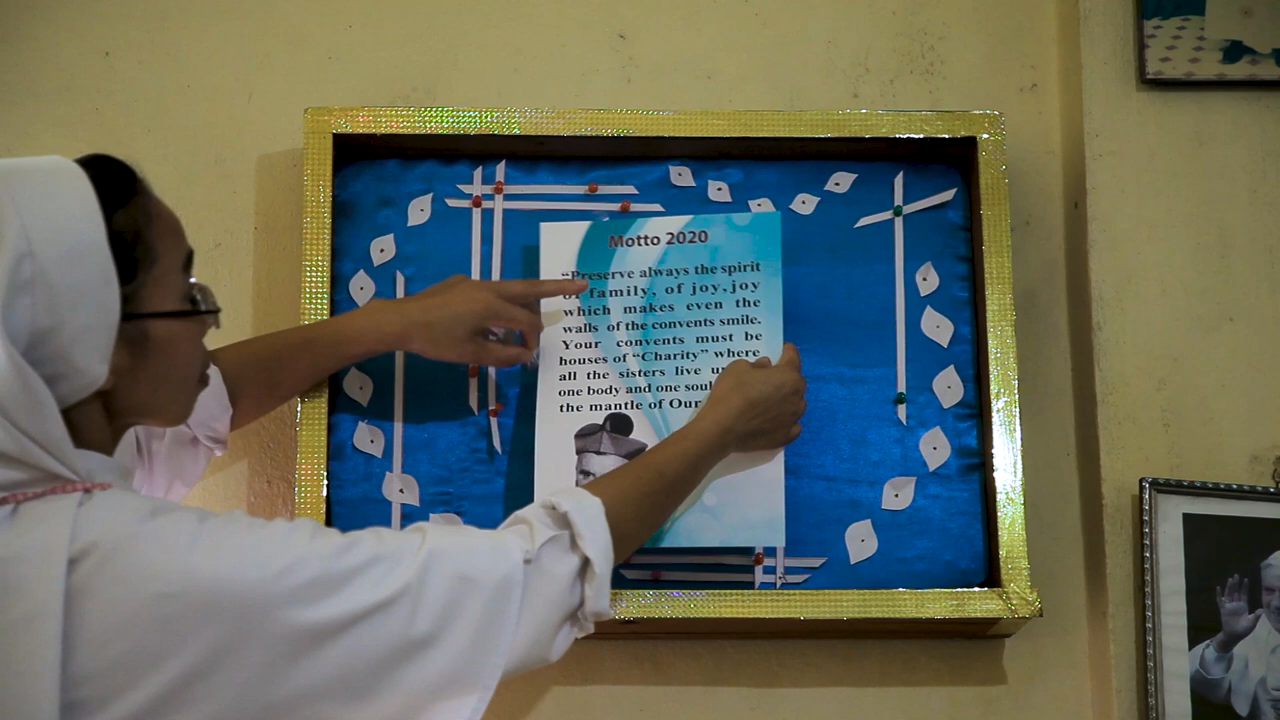 Motto 2020
“Preserve always the spirit
family, of joy, joy
which makes even the
walls of the convents smile.
Your convents must be
houses of “Charity” where
all the sisters live
one body and one soul
the mantle of Our